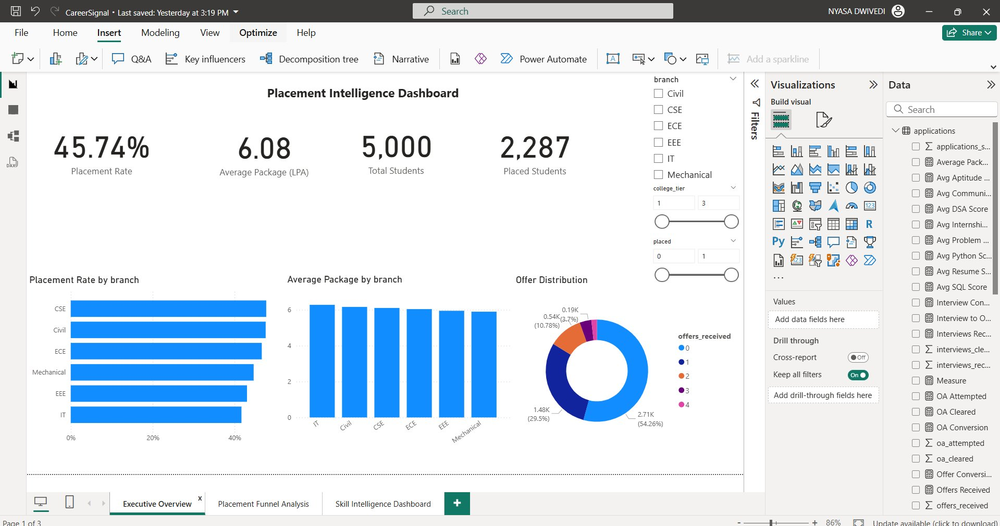 CareerSignal • Last saved: Yesterday at 3:19 PM
Search
NYASA DWIVEDI
File Home Insert Modeling View Optimize Help
Share
Q&A Key influencers Decomposition tree Narrative Power Automate Add a sparkline
Placement Intelligence Dashboard
45.74%
Placement Rate
6.08
Average Package (LPA)
5,000
Total Students
2,287
Placed Students
branch
Civil
CSE
ECE
EEE
IT
Mechanical
college_tier
1 3
placed
0 1
Placement Rate by branch
CSE
Civil
ECE
Mechanical
EEE
IT
0% 20% 40%
Average Package by branch
6
4
2
0
IT Civil CSE ECE EEE Mechanical
Offer Distribution
0.19K
(3.7%)
0.54K
(10.78%)
1.48K
(29.5%)
2.71K
(54.26%)
offers_received
0
1
2
3
4
Filters
Visualizations
Build visual
123
R
Py
123
...
Values
Add data fields here
Drill through
Cross-report Off
Keep all filters On
Add drill-through fields here
Data
Search
applications
applications_s...
Average Pack...
Avg Aptitude ...
Avg Communi...
Avg DSA Score
Avg Internshi...
Avg Problem ...
Avg Python Sc...
Avg Resume S...
Avg SQL Score
Interview Con...
Interview to O...
Interviews Rec...
interviews_cle...
interviews_rec...
Measure
OA Attempted
OA Cleared
OA Conversion
oa_attempted
oa_cleared
Offer Conversi...
Offers Received
offers_received
DAX
A
Executive Overview x Placement Funnel Analysis Skill Intelligence Dashboard +
Page 1 of 3
- + 86% Update available (click to download)